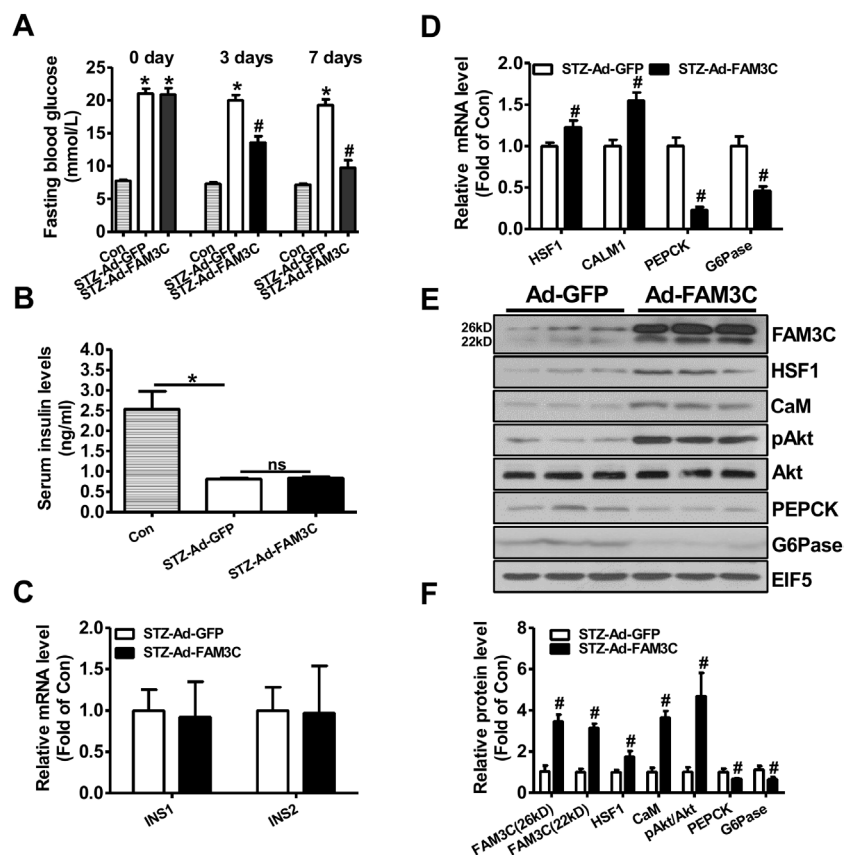 A
0 day 3 days 7 days
Fasting blood glucose
(mmol/L)
25
20
15
10
5
0
* * * # * #
Con
STZ-Ad-GFP
STZ-Ad-FAM3C
Con
STZ-Ad-GFP
STZ-Ad-FAM3C
Con
STZ-Ad-GFP
STZ-Ad-FAM3C
B
Serum insulin levels
(ng/ml)
4.0
3.5
3.0
2.5
2.0
1.5
1.0
0.5
0.0
*
ns
Con
STZ-Ad-GFP
STZ-Ad-FAM3C
C
Relative mRNA level
(Fold of Con)
2.0
1.5
1.0
0.5
0.0
STZ-Ad-GFP
STZ-Ad-FAM3C
INS1
INS2
D
Relative mRNA level
(Fold of Con)
2.0
1.5
1.0
0.5
0.0
STZ-Ad-GFP STZ-Ad-FAM3C
# # # #
HSF1
CALM1
PEPCK
G6Pase
E
Ad-GFP Ad-FAM3C
26kD
22kD
FAM3C
HSF1
CaM
pAkt
Akt
PEPCK
G6Pase
EIF5
F
Relative protein level
(Fold of Con)
8
6
4
2
0
STZ-Ad-GFP
STZ-Ad-FAM3C
# # # # # # #
FAM3C(26kD)
FAM3C(22kD)
HSF1
CaM
pAkt/Akt
PEPCK
G6Pase